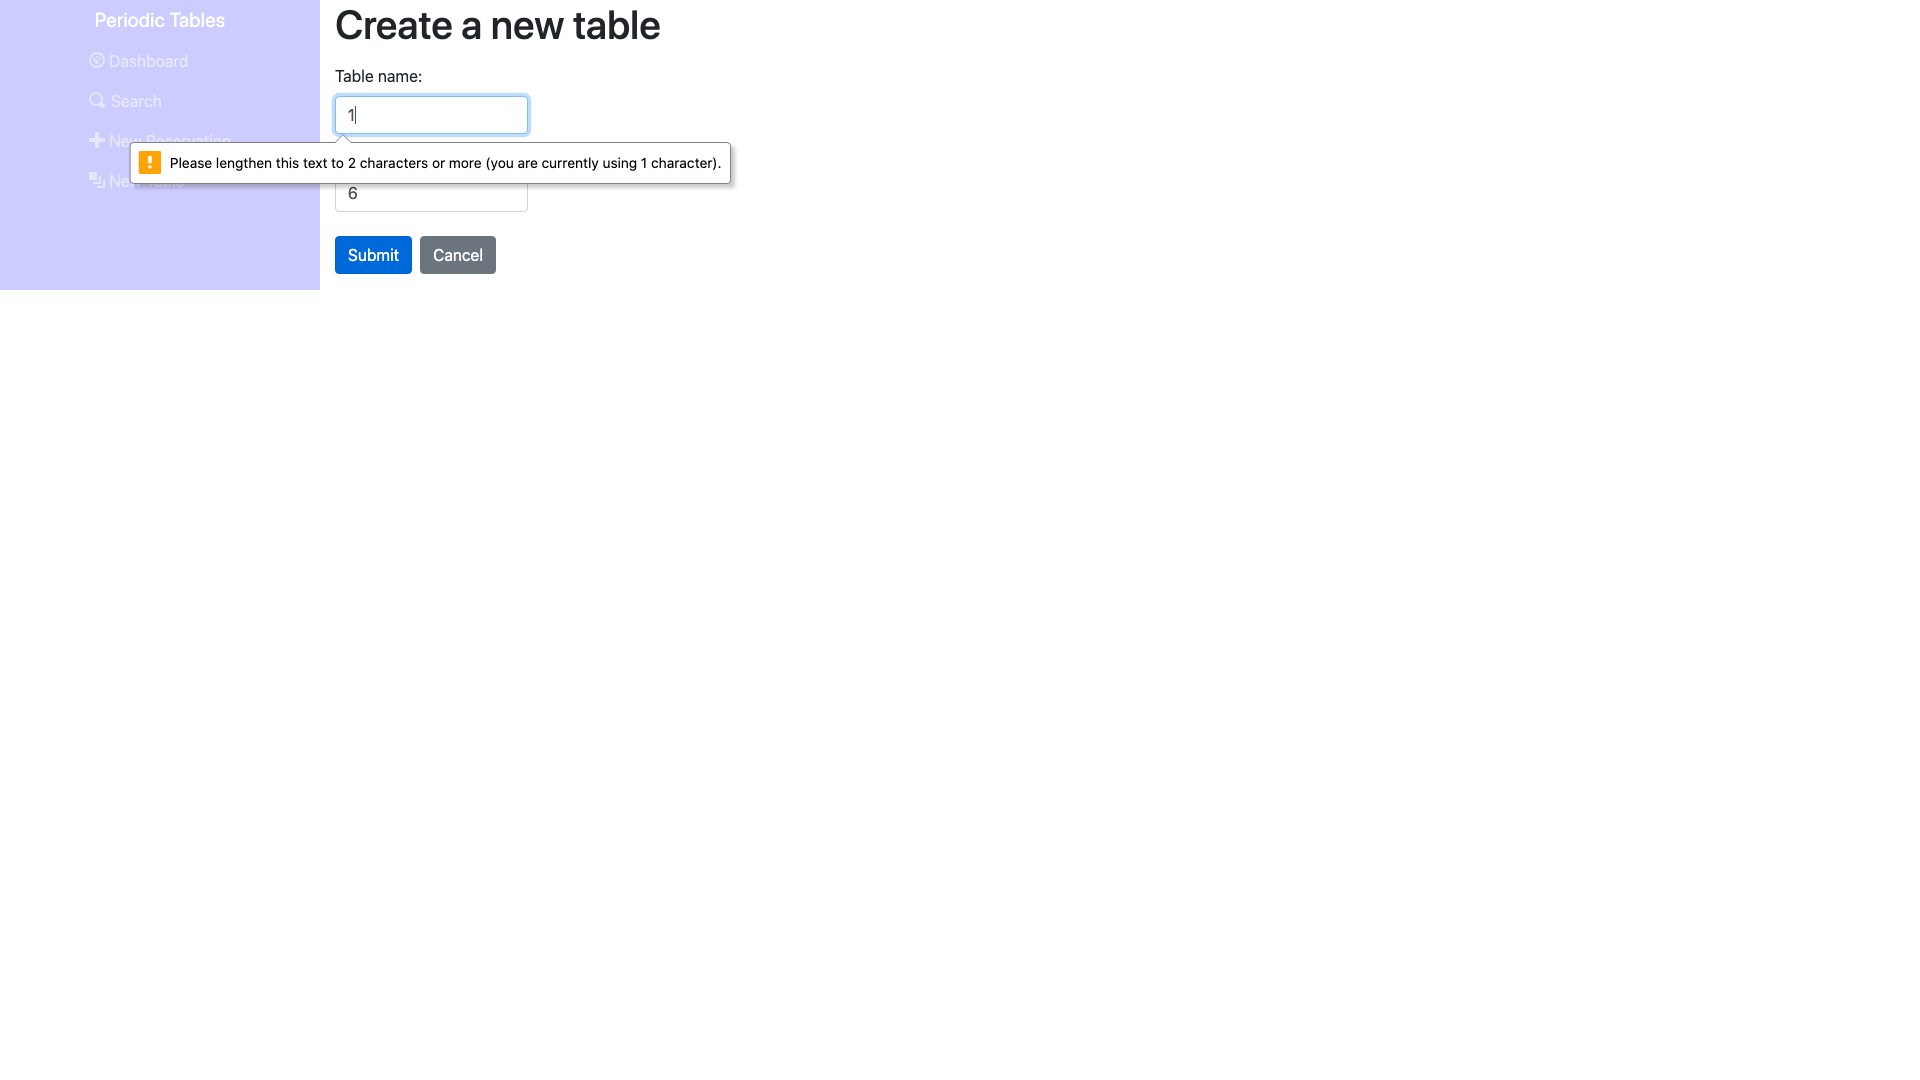 Periodic Tables
Dashboard
Search
New Reservation
New Table
Create a new table
Table name:
1
Please lengthen this text to 2 characters or more (you are currently using 1 character).
6
Submit
Cancel